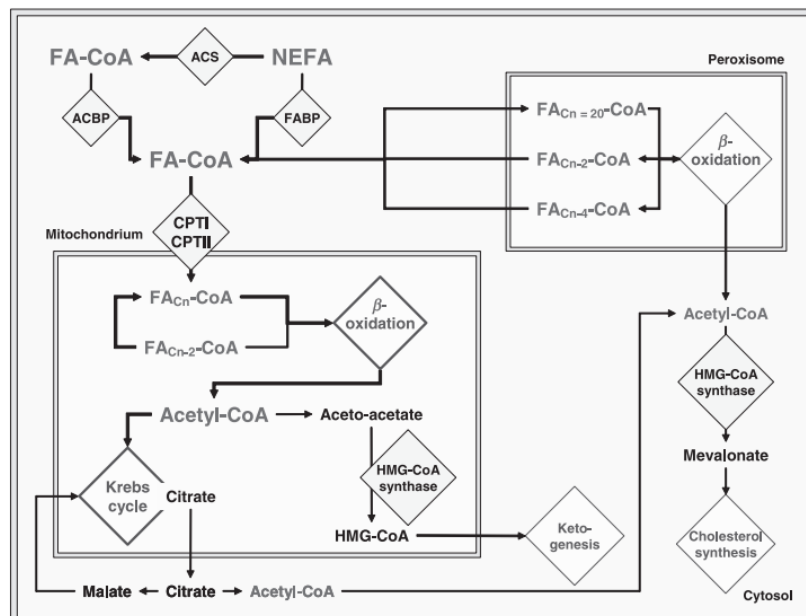 FA-CoA
ACS
NEFA
Peroxisome
ACBP
FABP
FA-CoA
FACn = 20-CoA
FACn-2-CoA
FACn-4-CoA
β-
oxidation
Mitochondrium
CPTI
CPTII
FACn-CoA
FACn-2-CoA
β-
oxidation
Acetyl-CoA
Aceto-acetate
HMG-CoA
synthase
Krebs
cycle
Citrate
HMG-CoA
Keto-
genesis
Malate
Citrate
Acetyl-CoA
Acetyl-CoA
HMG-CoA
synthase
Mevalonate
Cholesterol
synthesis
Cytosol